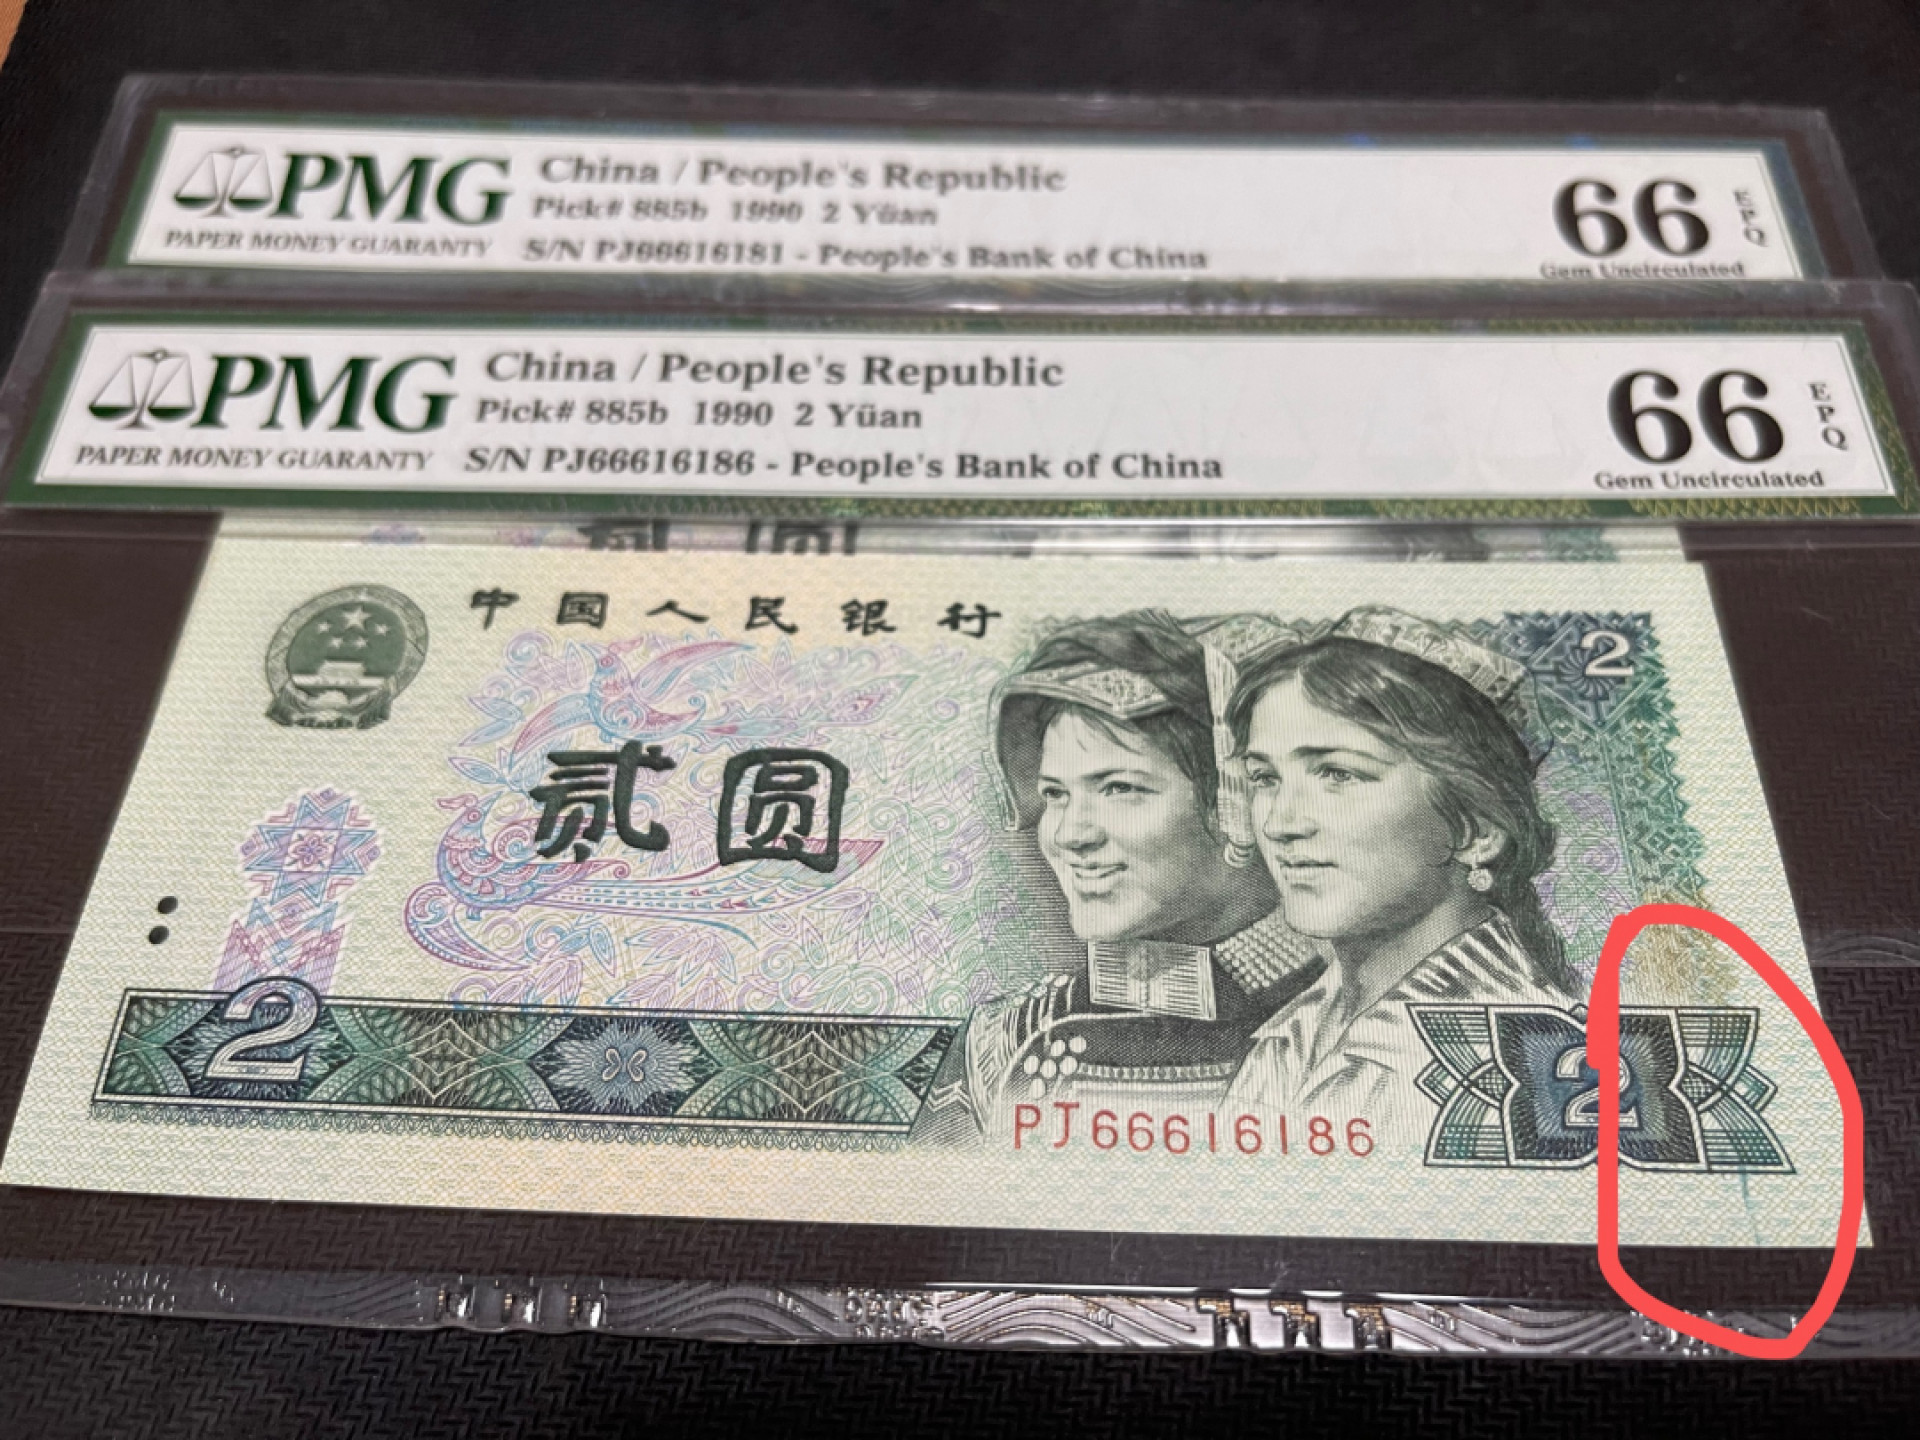 PMG
PAPER MONEY GUARANTY
China / People's Republic
Pick# 885b 1990 2 Yüan
S/N PJ66616181 - People's Bank of China
66
EPQ
Gem Uncirculated
PMG
PAPER MONEY GUARANTY
China / People's Republic
Pick# 885b 1990 2 Yüan
S/N PJ66616186 - People's Bank of China
66
EPQ
Gem Uncirculated
中国人民银行
2
贰圆
2
2
PJ66616186